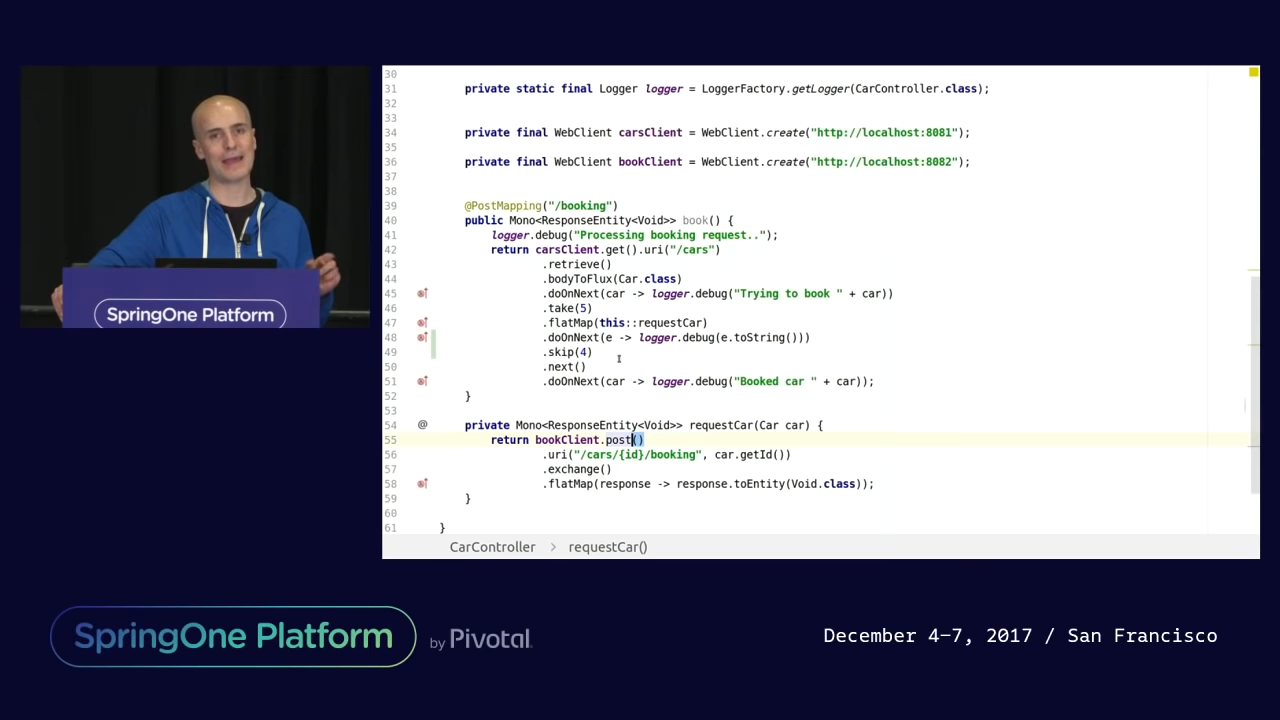 SpringOne Platform
30
31 private static final Logger logger = LoggerFactory.getLogger(CarController.class);
32
33
34 private final WebClient carsClient = WebClient.create("http://localhost:8081");
35
36 private final WebClient bookClient = WebClient.create("http://localhost:8082");
37
38
39 @PostMapping("/booking")
40 public Mono<ResponseEntity<Void>> book() {
41 logger.debug("Processing booking request..");
42 return carsClient.get().uri("/cars")
43 .retrieve()
44 .bodyToFlux(Car.class)
45 .doOnNext(car -> logger.debug("Trying to book " + car))
46 .take(5)
47 .flatMap(this::requestCar)
48 .doOnNext(e -> logger.debug(e.toString()))
49 .skip(4)
50 .next()
51 .doOnNext(car -> logger.debug("Booked car " + car));
52 }
53
54 @ private Mono<ResponseEntity<Void>> requestCar(Car car) {
55 return bookClient.post()
56 .uri("/cars/{id}/booking", car.getId())
57 .exchange()
58 .flatMap(response -> response.toEntity(Void.class));
59 }
60
61 }
CarController > requestCar()
SpringOne Platform by Pivotal.
December 4–7, 2017 / San Francisco